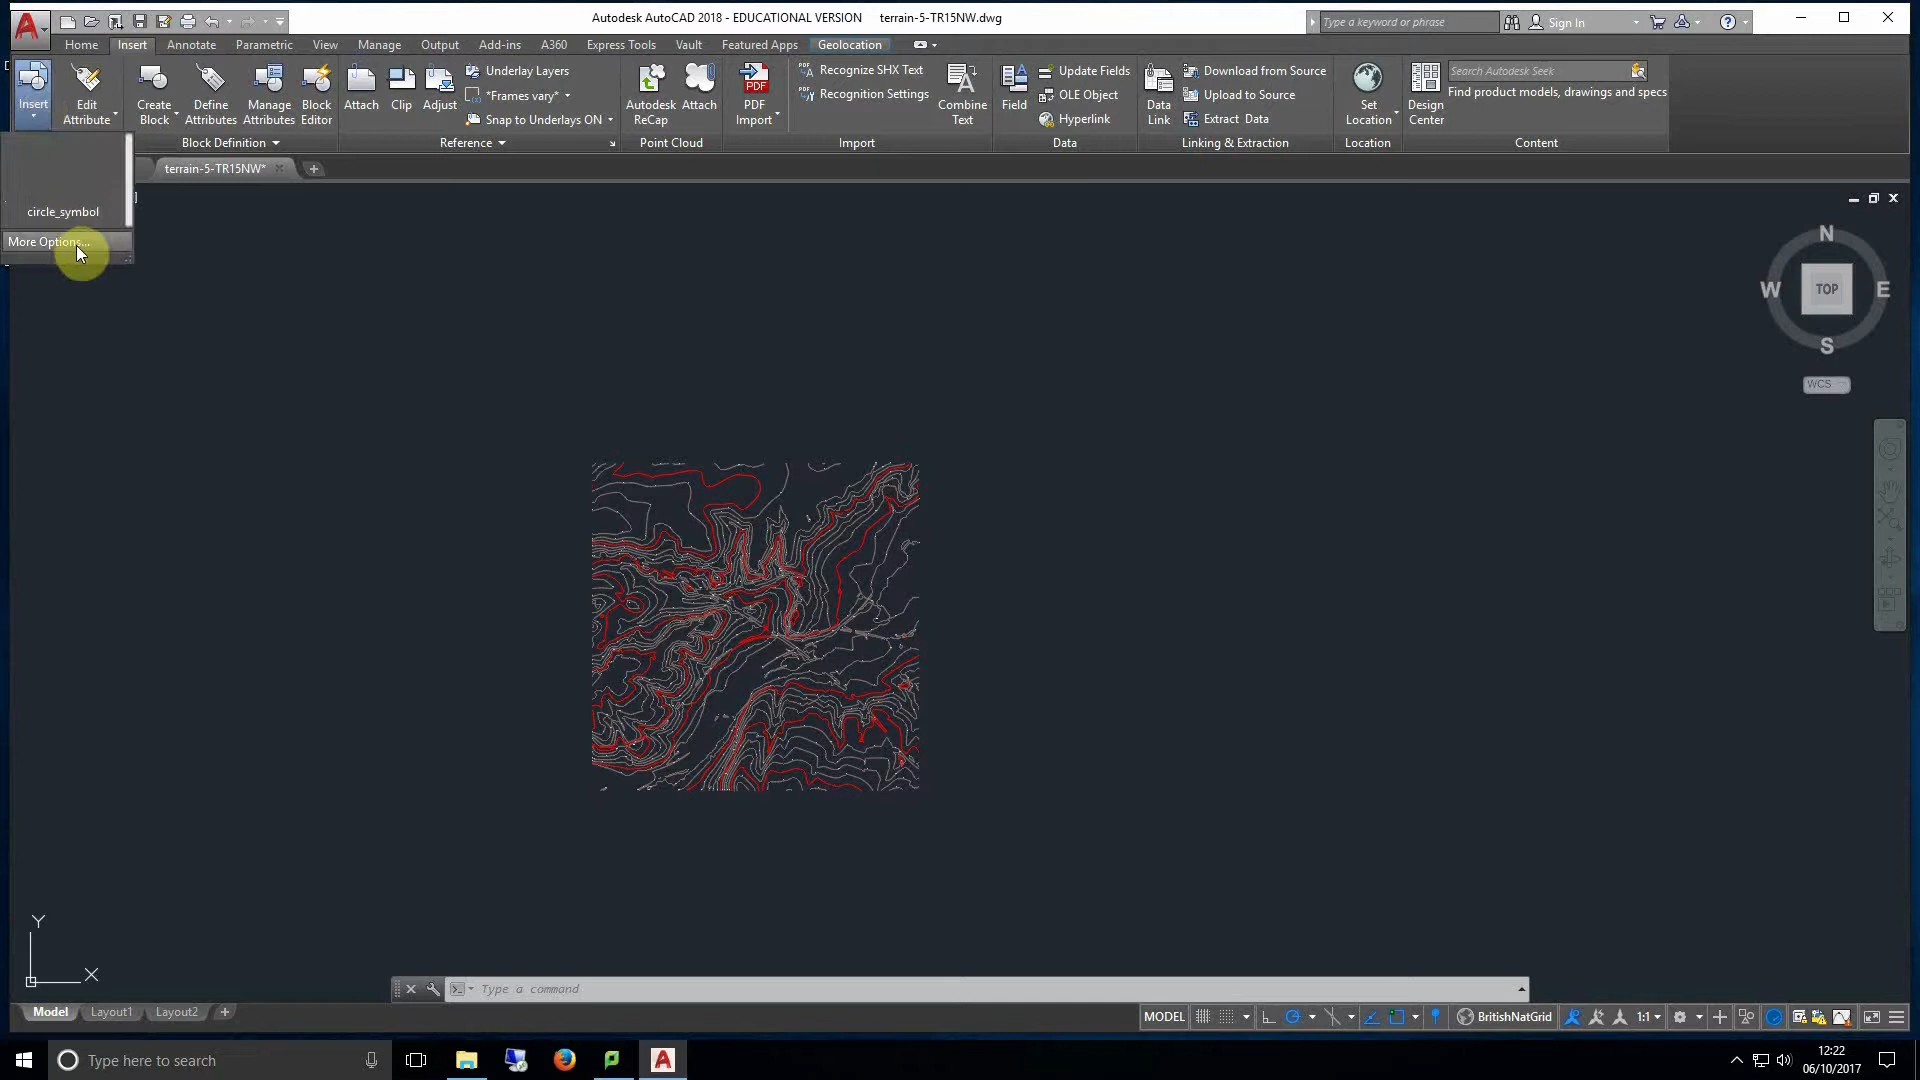 Autodesk AutoCAD 2018 - EDUCATIONAL VERSION terrain-5-TR15NW.dwg
Type a keyword or phrase
Sign In
Home Insert Annotate Parametric View Manage Output Add-ins A360 Express Tools Vault Featured Apps Geolocation
Insert
Edit
Attribute
Create
Block
Define
Attributes
Manage
Attributes
Block
Editor
Block Definition
Attach
Clip
Adjust
Underlay Layers
*Frames vary*
Snap to Underlays ON
Reference
Autodesk
ReCap
Attach
Point Cloud
PDF
PDF
Import
Recognize SHX Text
Recognition Settings
Combine
Text
Import
Field
Update Fields
OLE Object
Hyperlink
Data
Data
Link
Download from Source
Upload to Source
Extract Data
Linking & Extraction
Set
Location
Location
Design
Center
Search Autodesk Seek
Find product models, drawings and specs
Content
terrain-5-TR15NW*
circle_symbol
More Options...
N
W TOP E
S
WCS
Y
X
Type a command
Model Layout1 Layout2
MODEL
BritishNatGrid
1:1
Type here to search
12:22
06/10/2017